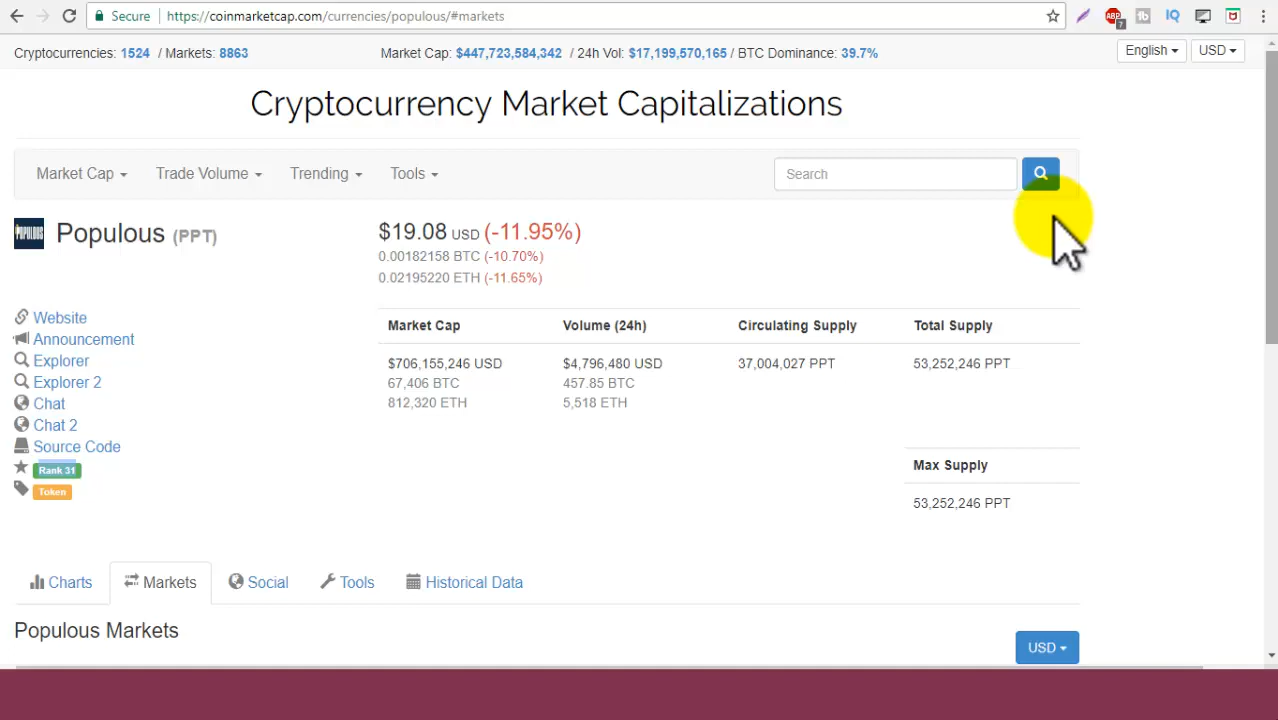 Secure https://coinmarketcap.com/currencies/populous/#markets
ABP 7 tb IQ
Cryptocurrencies: 1524 / Markets: 8863 Market Cap: $447,723,584,342 / 24h Vol: $17,199,570,165 / BTC Dominance: 39.7% English USD
Cryptocurrency Market Capitalizations
Market Cap Trade Volume Trending Tools Search
POPULOUS Populous (PPT) $19.08 USD (-11.95%)
0.00182158 BTC (-10.70%)
0.02195220 ETH (-11.65%)
Website
Announcement
Explorer
Explorer 2
Chat
Chat 2
Source Code
Rank 31
Token
Market Cap Volume (24h) Circulating Supply Total Supply
$706,155,246 USD $4,796,480 USD 37,004,027 PPT 53,252,246 PPT
67,406 BTC 457.85 BTC
812,320 ETH 5,518 ETH
Max Supply
53,252,246 PPT
Charts Markets Social Tools Historical Data
Populous Markets
USD